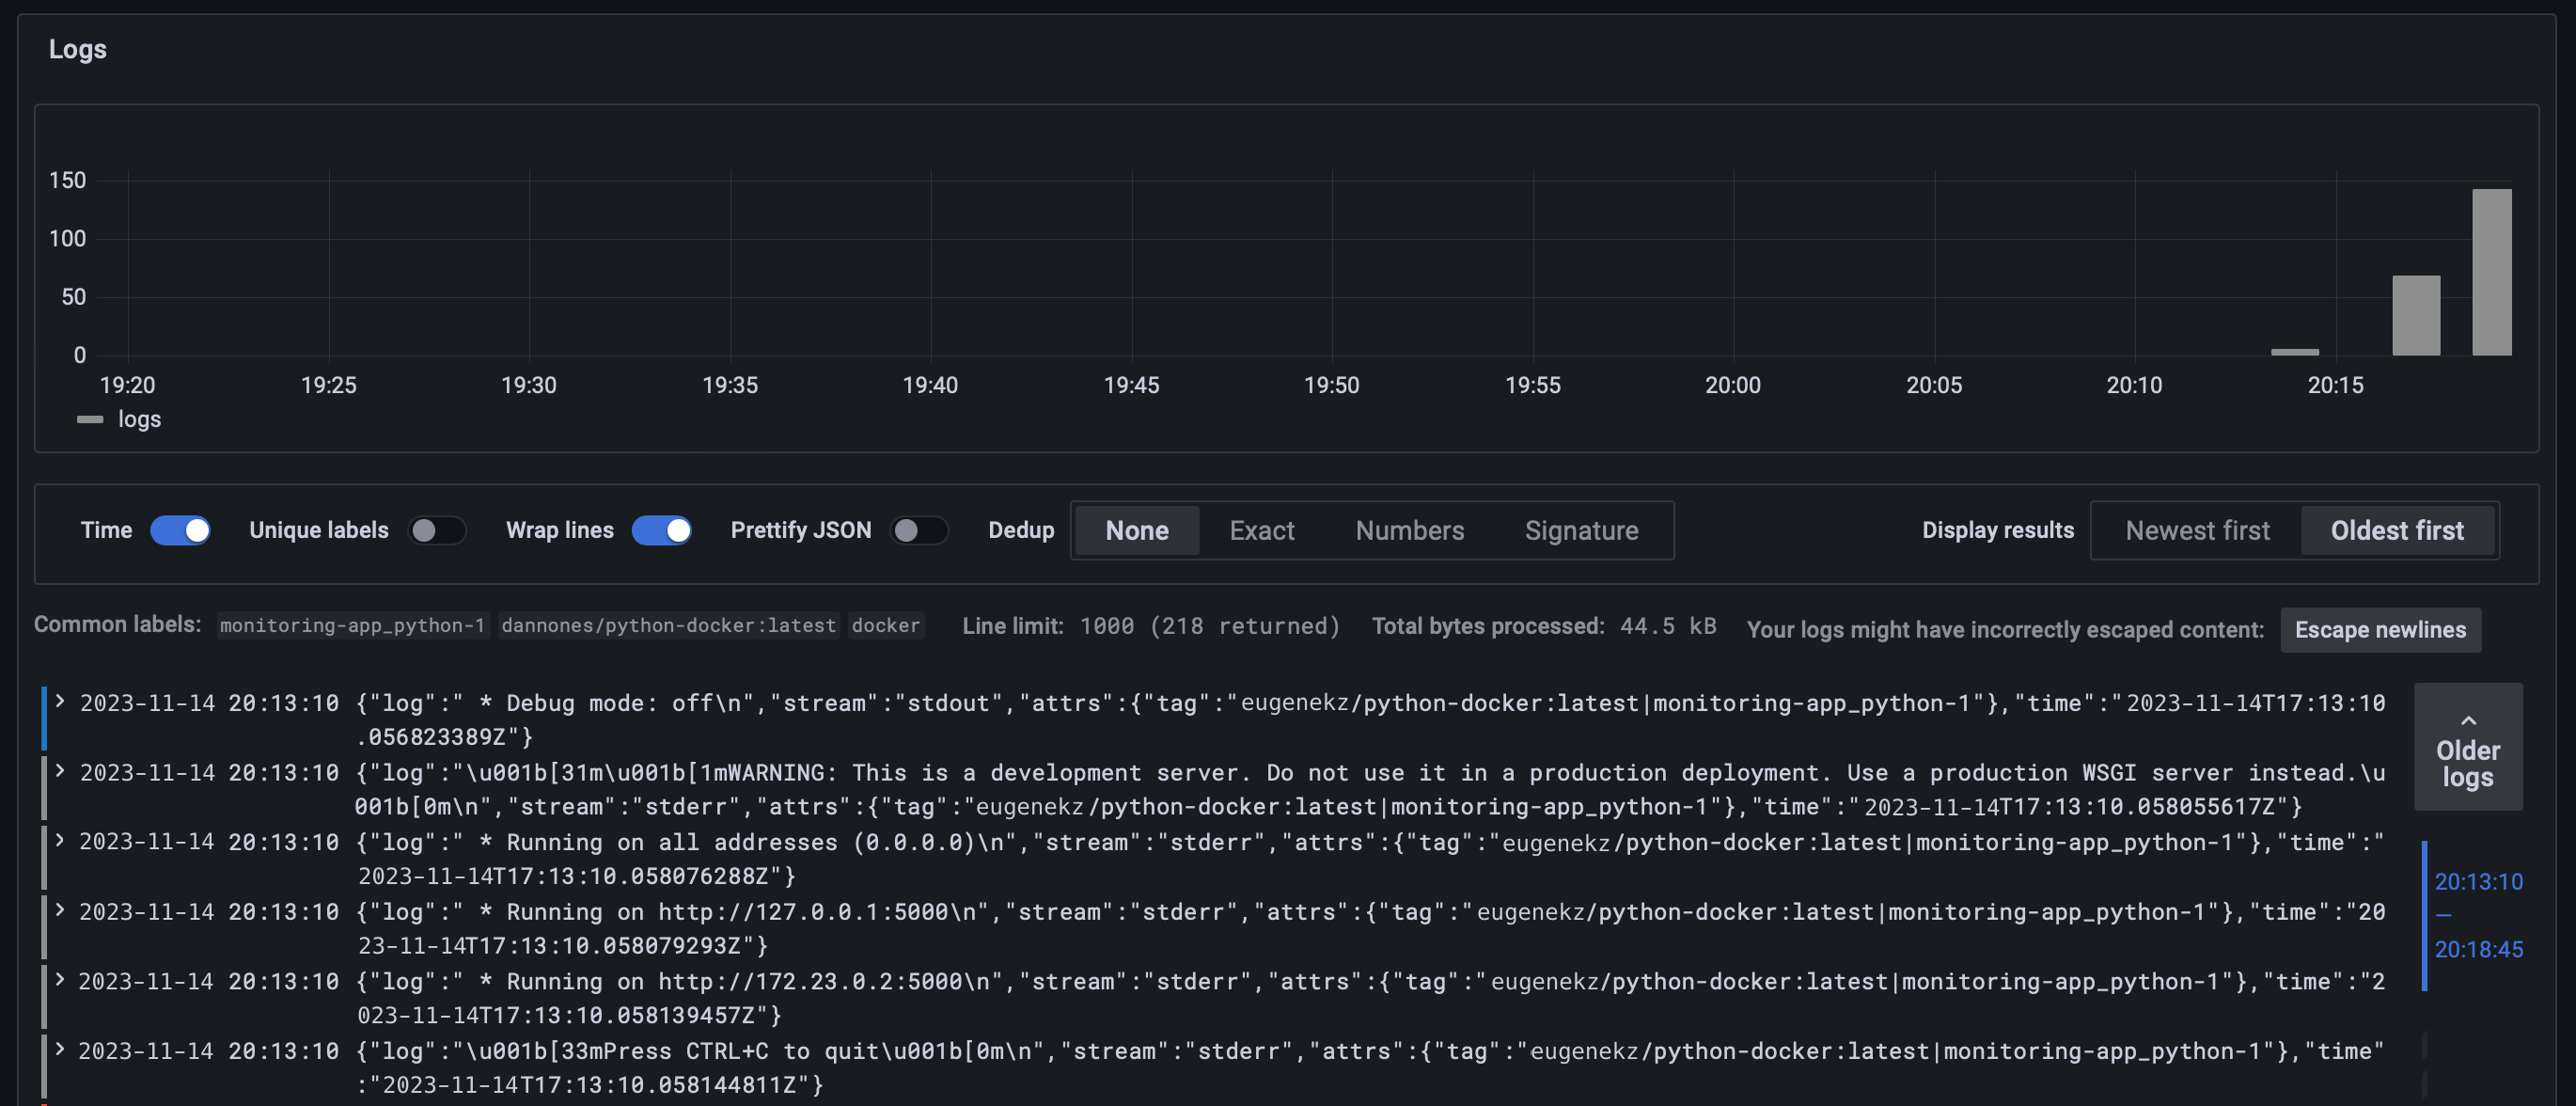 Logs
150
100
50
0
19:20 19:25 19:30 19:35 19:40 19:45 19:50 19:55 20:00 20:05 20:10 20:15
logs
Time Unique labels Wrap lines Prettify JSON Dedup None Exact Numbers Signature Display results Newest first Oldest first
Common labels: monitoring-app_python-1 dannones/python-docker:latest docker Line limit: 1000 (218 returned) Total bytes processed: 44.5 kB Your logs might have incorrectly escaped content: Escape newlines
2023-11-14 20:13:10 {"log":" * Debug mode: off\n","stream":"stdout","attrs":{"tag":"eugenekz/python-docker:latest|monitoring-app_python-1"},"time":"2023-11-14T17:13:10
.056823389Z"}
2023-11-14 20:13:10 {"log":"\u001b[31m\u001b[1mWARNING: This is a development server. Do not use it in a production deployment. Use a production WSGI server instead.\u
001b[0m\n","stream":"stderr","attrs":{"tag":"eugenekz/python-docker:latest|monitoring-app_python-1"},"time":"2023-11-14T17:13:10.058055617Z"}
2023-11-14 20:13:10 {"log":" * Running on all addresses (0.0.0.0)\n","stream":"stderr","attrs":{"tag":"eugenekz/python-docker:latest|monitoring-app_python-1"},"time":"
2023-11-14T17:13:10.058076288Z"}
2023-11-14 20:13:10 {"log":" * Running on http://127.0.0.1:5000\n","stream":"stderr","attrs":{"tag":"eugenekz/python-docker:latest|monitoring-app_python-1"},"time":"20
23-11-14T17:13:10.058079293Z"}
2023-11-14 20:13:10 {"log":" * Running on http://172.23.0.2:5000\n","stream":"stderr","attrs":{"tag":"eugenekz/python-docker:latest|monitoring-app_python-1"},"time":"2
023-11-14T17:13:10.058139457Z"}
2023-11-14 20:13:10 {"log":"\u001b[33mPress CTRL+C to quit\u001b[0m\n","stream":"stderr","attrs":{"tag":"eugenekz/python-docker:latest|monitoring-app_python-1"},"time"
:"2023-11-14T17:13:10.058144811Z"}
Older
logs
20:13:10
—
20:18:45